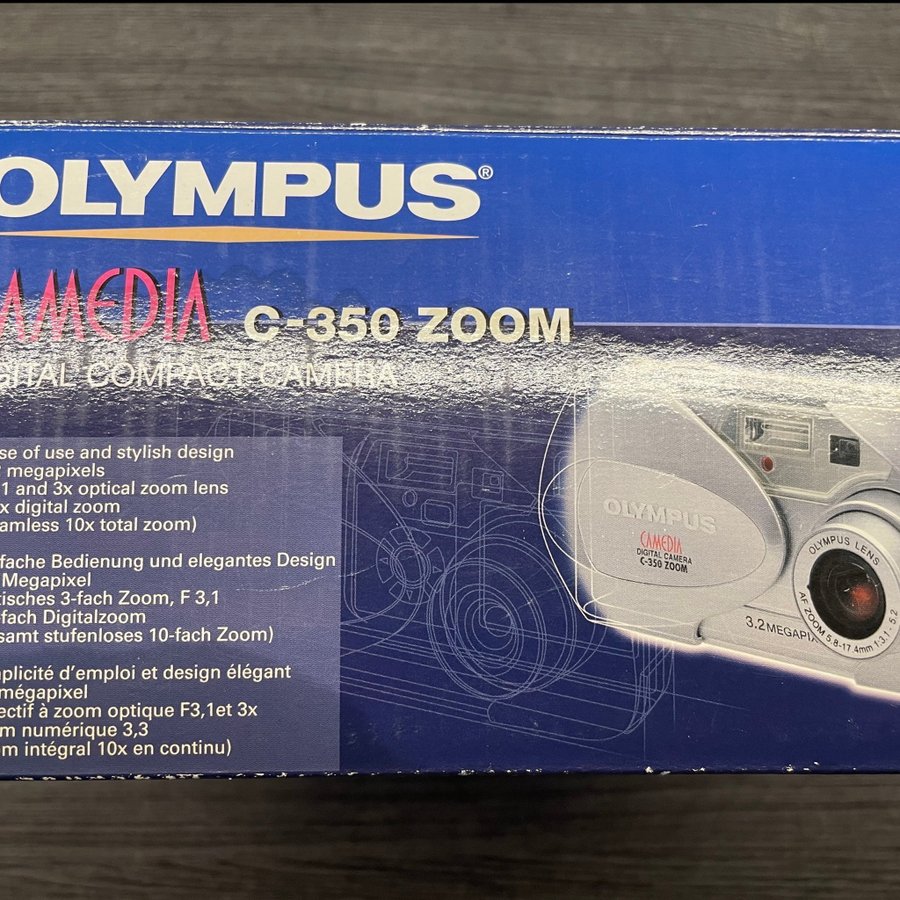 OLYMPUS®
CAMEDIA C-350 ZOOM
GITAL COMPACT CAMERA
se of use and stylish design
megapixels
1 and 3x optical zoom lens
x digital zoom
amless 10x total zoom)
fache Bedienung und elegantes Design
Megapixel
tisches 3-fach Zoom, F 3,1
-fach Digitalzoom
samt stufenloses 10-fach Zoom)
plicité d'emploi et design élégant
mégapixel
ectif à zoom optique F3,1et 3x
m numérique 3,3
m intégral 10x en continu)
OLYMPUS
CAMEDIA
DIGITAL CAMERA
C-350 ZOOM
3.2 MEGAPI
OLYMPUS LENS
AF ZOOM 5.8-17.4mm 1:3.1-5.2